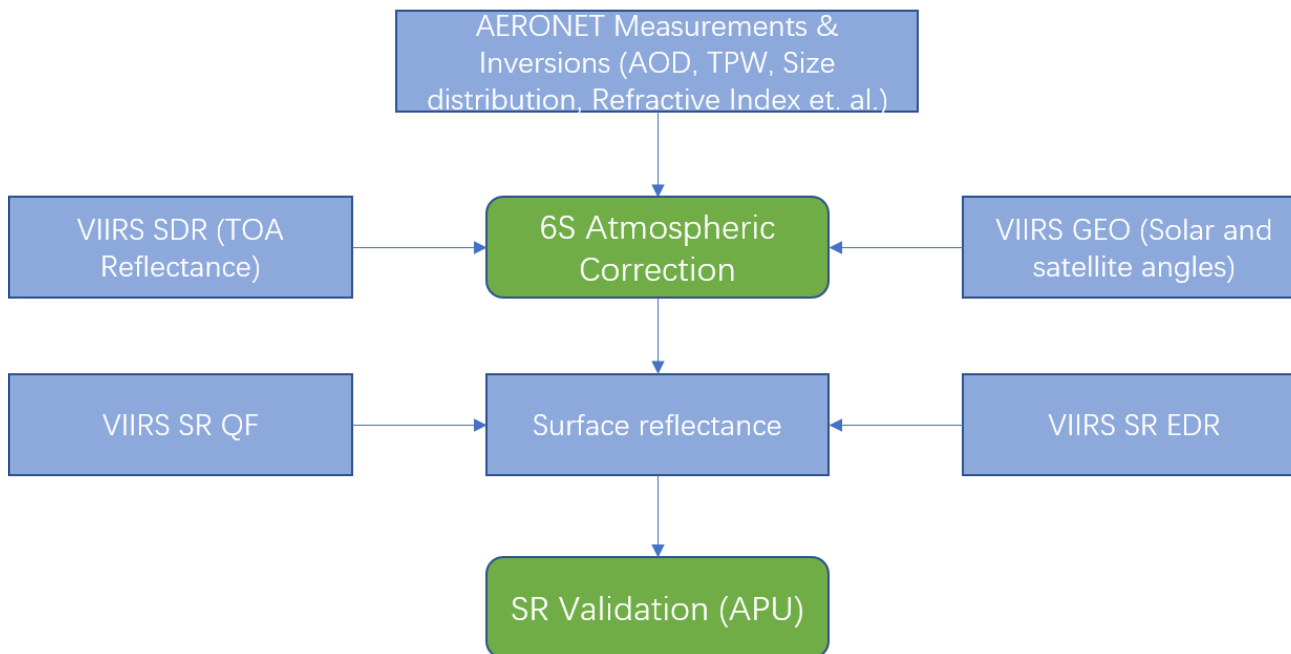 AERONET Measurements &
Inversions (AOD, TPW, Size
distribution, Refractive Index et. al.)
VIIRS SDR (TOA
Reflectance)
6S Atmospheric
Correction
VIIRS GEO (Solar and
satellite angles)
VIIRS SR QF
Surface reflectance
VIIRS SR EDR
SR Validation (APU)